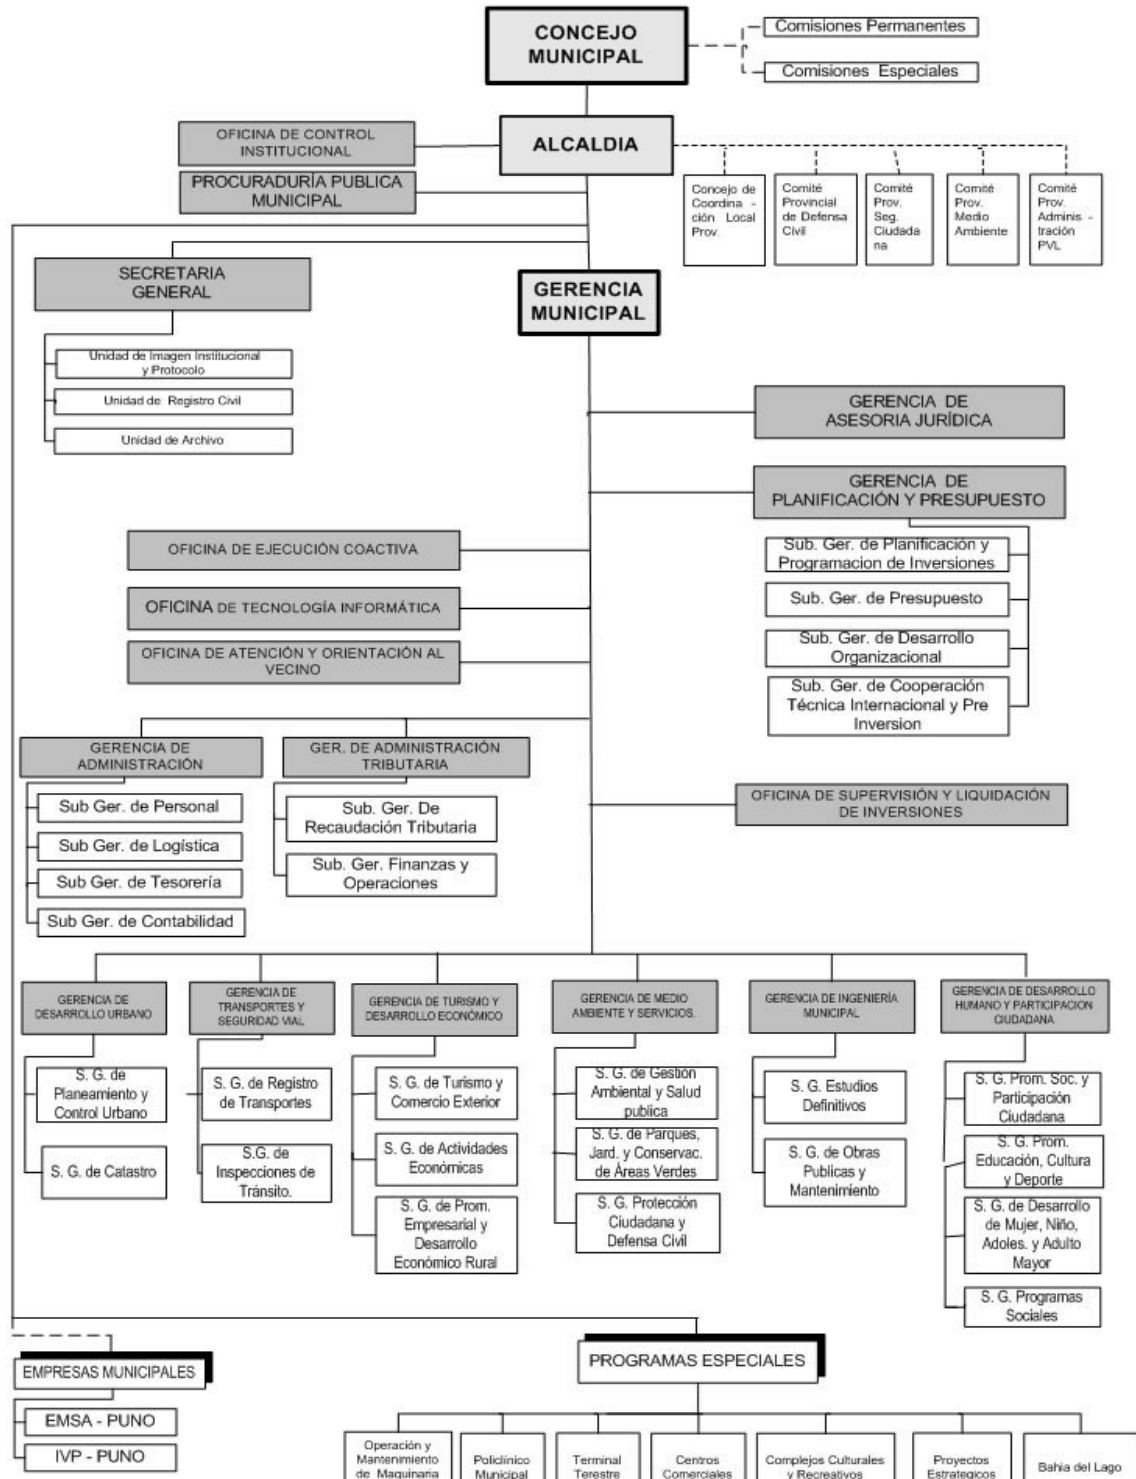 CONCEJO
MUNICIPAL
Comisiones Permanentes
Comisiones Especiales
OFICINA DE CONTROL
INSTITUCIONAL
ALCALDIA
PROCURADURÍA PUBLICA
MUNICIPAL
Concejo de
Coordina -
ción Local
Prov.
Comité
Provincial
de Defensa
Civil
Comité
Prov.
Seg.
Ciudada
na
Comité
Prov.
Medio
Ambiente
Comité
Prov.
Adminis -
tración
PVL
SECRETARIA
GENERAL
GERENCIA
MUNICIPAL
Unidad de Imagen Institucional
y Protocolo
Unidad de Registro Civil
Unidad de Archivo
GERENCIA DE
ASESORIA JURÍDICA
GERENCIA DE
PLANIFICACIÓN Y PRESUPUESTO
Sub. Ger. de Planificación y
Programacion de Inversiones
Sub. Ger. de Presupuesto
Sub. Ger. de Desarrollo
Organizacional
Sub. Ger. de Cooperación
Técnica Internacional y Pre
Inversion
OFICINA DE EJECUCIÓN COACTIVA
OFICINA DE TECNOLOGÍA INFORMÁTICA
OFICINA DE ATENCIÓN Y ORIENTACIÓN AL
VECINO
GERENCIA DE
ADMINISTRACIÓN
Sub Ger. de Personal
Sub Ger. de Logística
Sub Ger. de Tesorería
Sub Ger. de Contabilidad
GER. DE ADMINISTRACIÓN
TRIBUTARIA
Sub. Ger. De
Recaudación Tributaria
Sub. Ger. Finanzas y
Operaciones
OFICINA DE SUPERVISIÓN Y LIQUIDACIÓN
DE INVERSIONES
GERENCIA DE
DESARROLLO URBANO
S. G. de
Planeamiento y
Control Urbano
S. G. de Catastro
GERENCIA DE
TRANSPORTES Y
SEGURIDAD VIAL
S. G. de Registro
de Transportes
S.G. de
Inspecciones de
Tránsito.
GERENCIA DE TURISMO Y
DESARROLLO ECONÓMICO
S. G. de Turismo y
Comercio Exterior
S. G. de Actividades
Económicas
S. G. de Prom.
Empresarial y
Desarrollo
Económico Rural
GERENCIA DE MEDIO
AMBIENTE Y SERVICIOS.
S. G. de Gestión
Ambiental y Salud
publica
S. G. de Parques,
Jard. y Conservac.
de Áreas Verdes
S. G. Protección
Ciudadana y
Defensa Civil
GERENCIA DE INGENIERÍA
MUNICIPAL
S. G. Estudios
Definitivos
S. G. de Obras
Publicas y
Mantenimiento
GERENCIA DE DESARROLLO
HUMANO Y PARTICIPACION
CIUDADANA
S. G. Prom. Soc. y
Participación
Ciudadana
S. G. Prom.
Educación, Cultura
y Deporte
S. G. de Desarrollo
de Mujer, Niño,
Adoles. y Adulto
Mayor
S. G. Programas
Sociales
EMPRESAS MUNICIPALES
EMSA - PUNO
IVP - PUNO
PROGRAMAS ESPECIALES
Operación y
Mantenimiento
de Maquinaria
Policlínico
Municipal
Terminal
Terestre
Centros
Comerciales
Complejos Culturales
y Recreativos
Proyectos
Estrategicos
Bahia del Lago